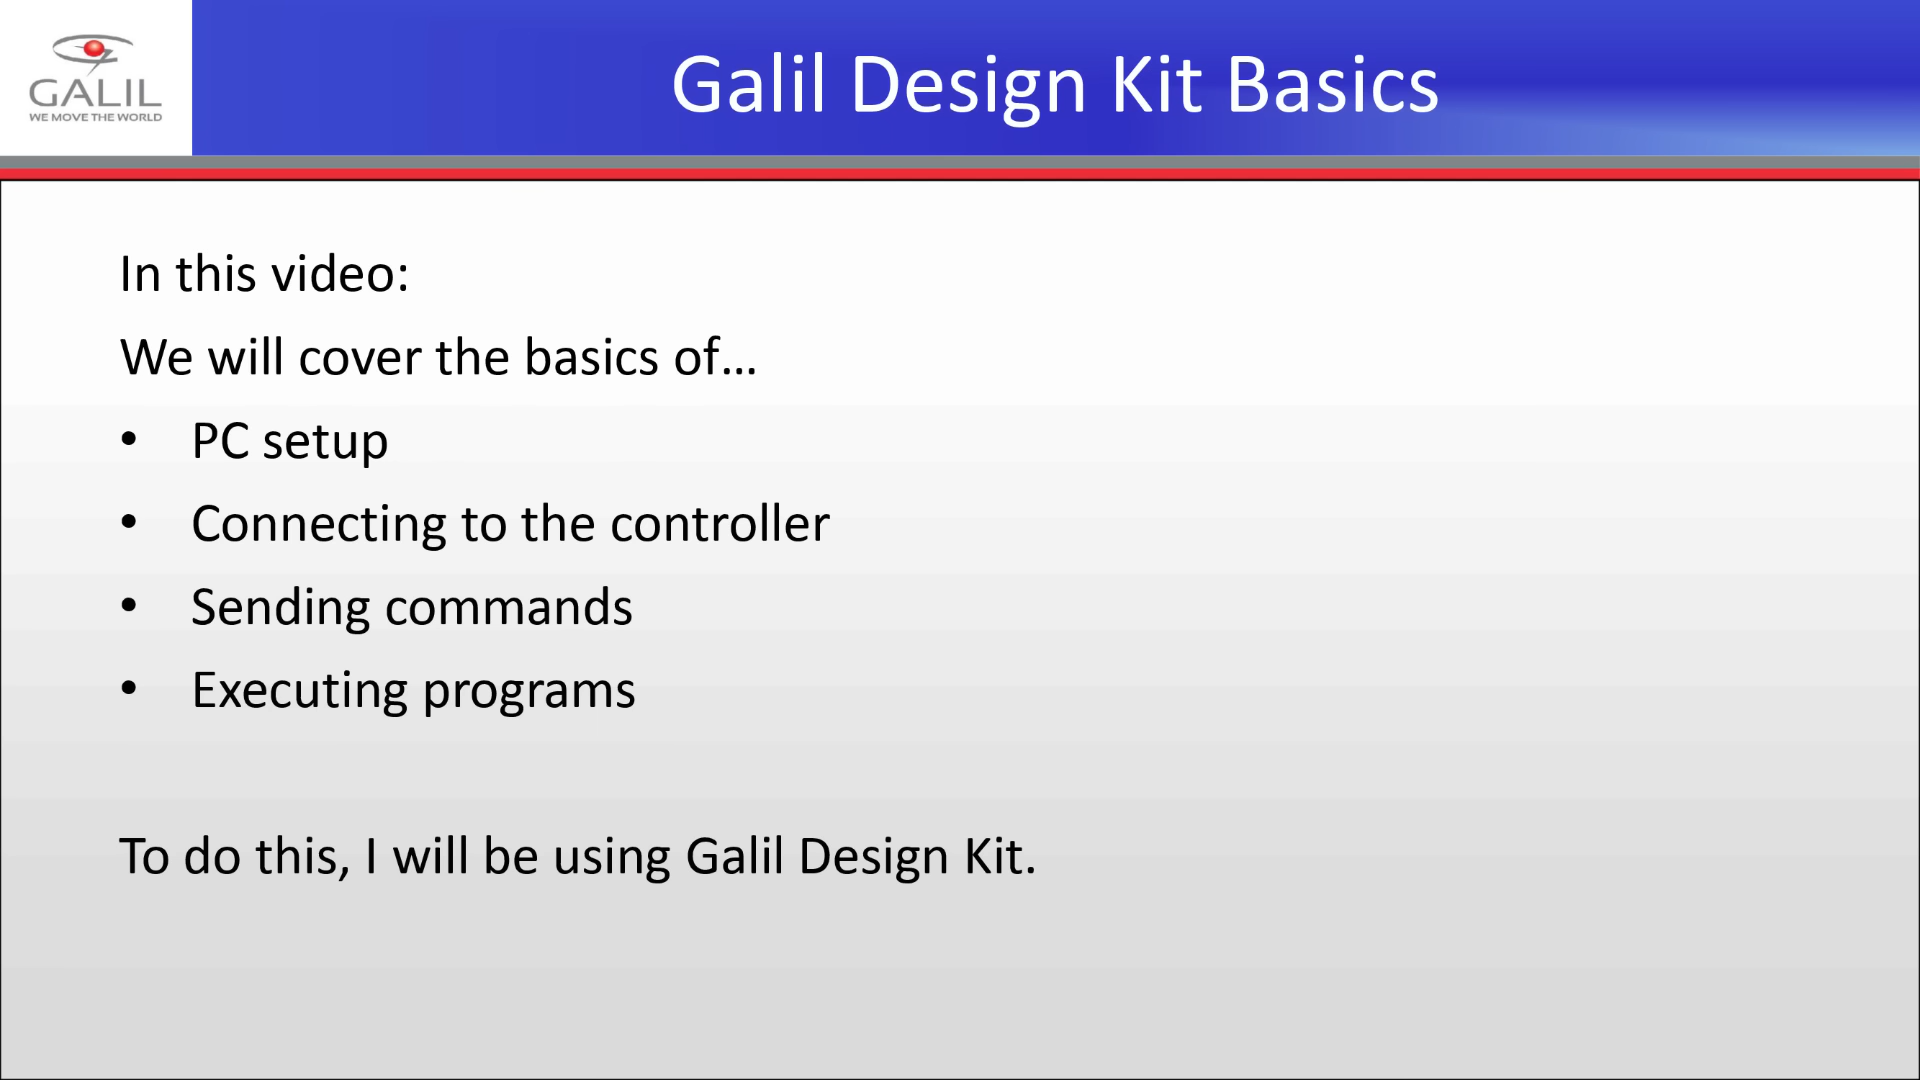 GALIL
WE MOVE THE WORLD
Galil Design Kit Basics
In this video:
We will cover the basics of…
• PC setup
• Connecting to the controller
• Sending commands
• Executing programs
To do this, I will be using Galil Design Kit.